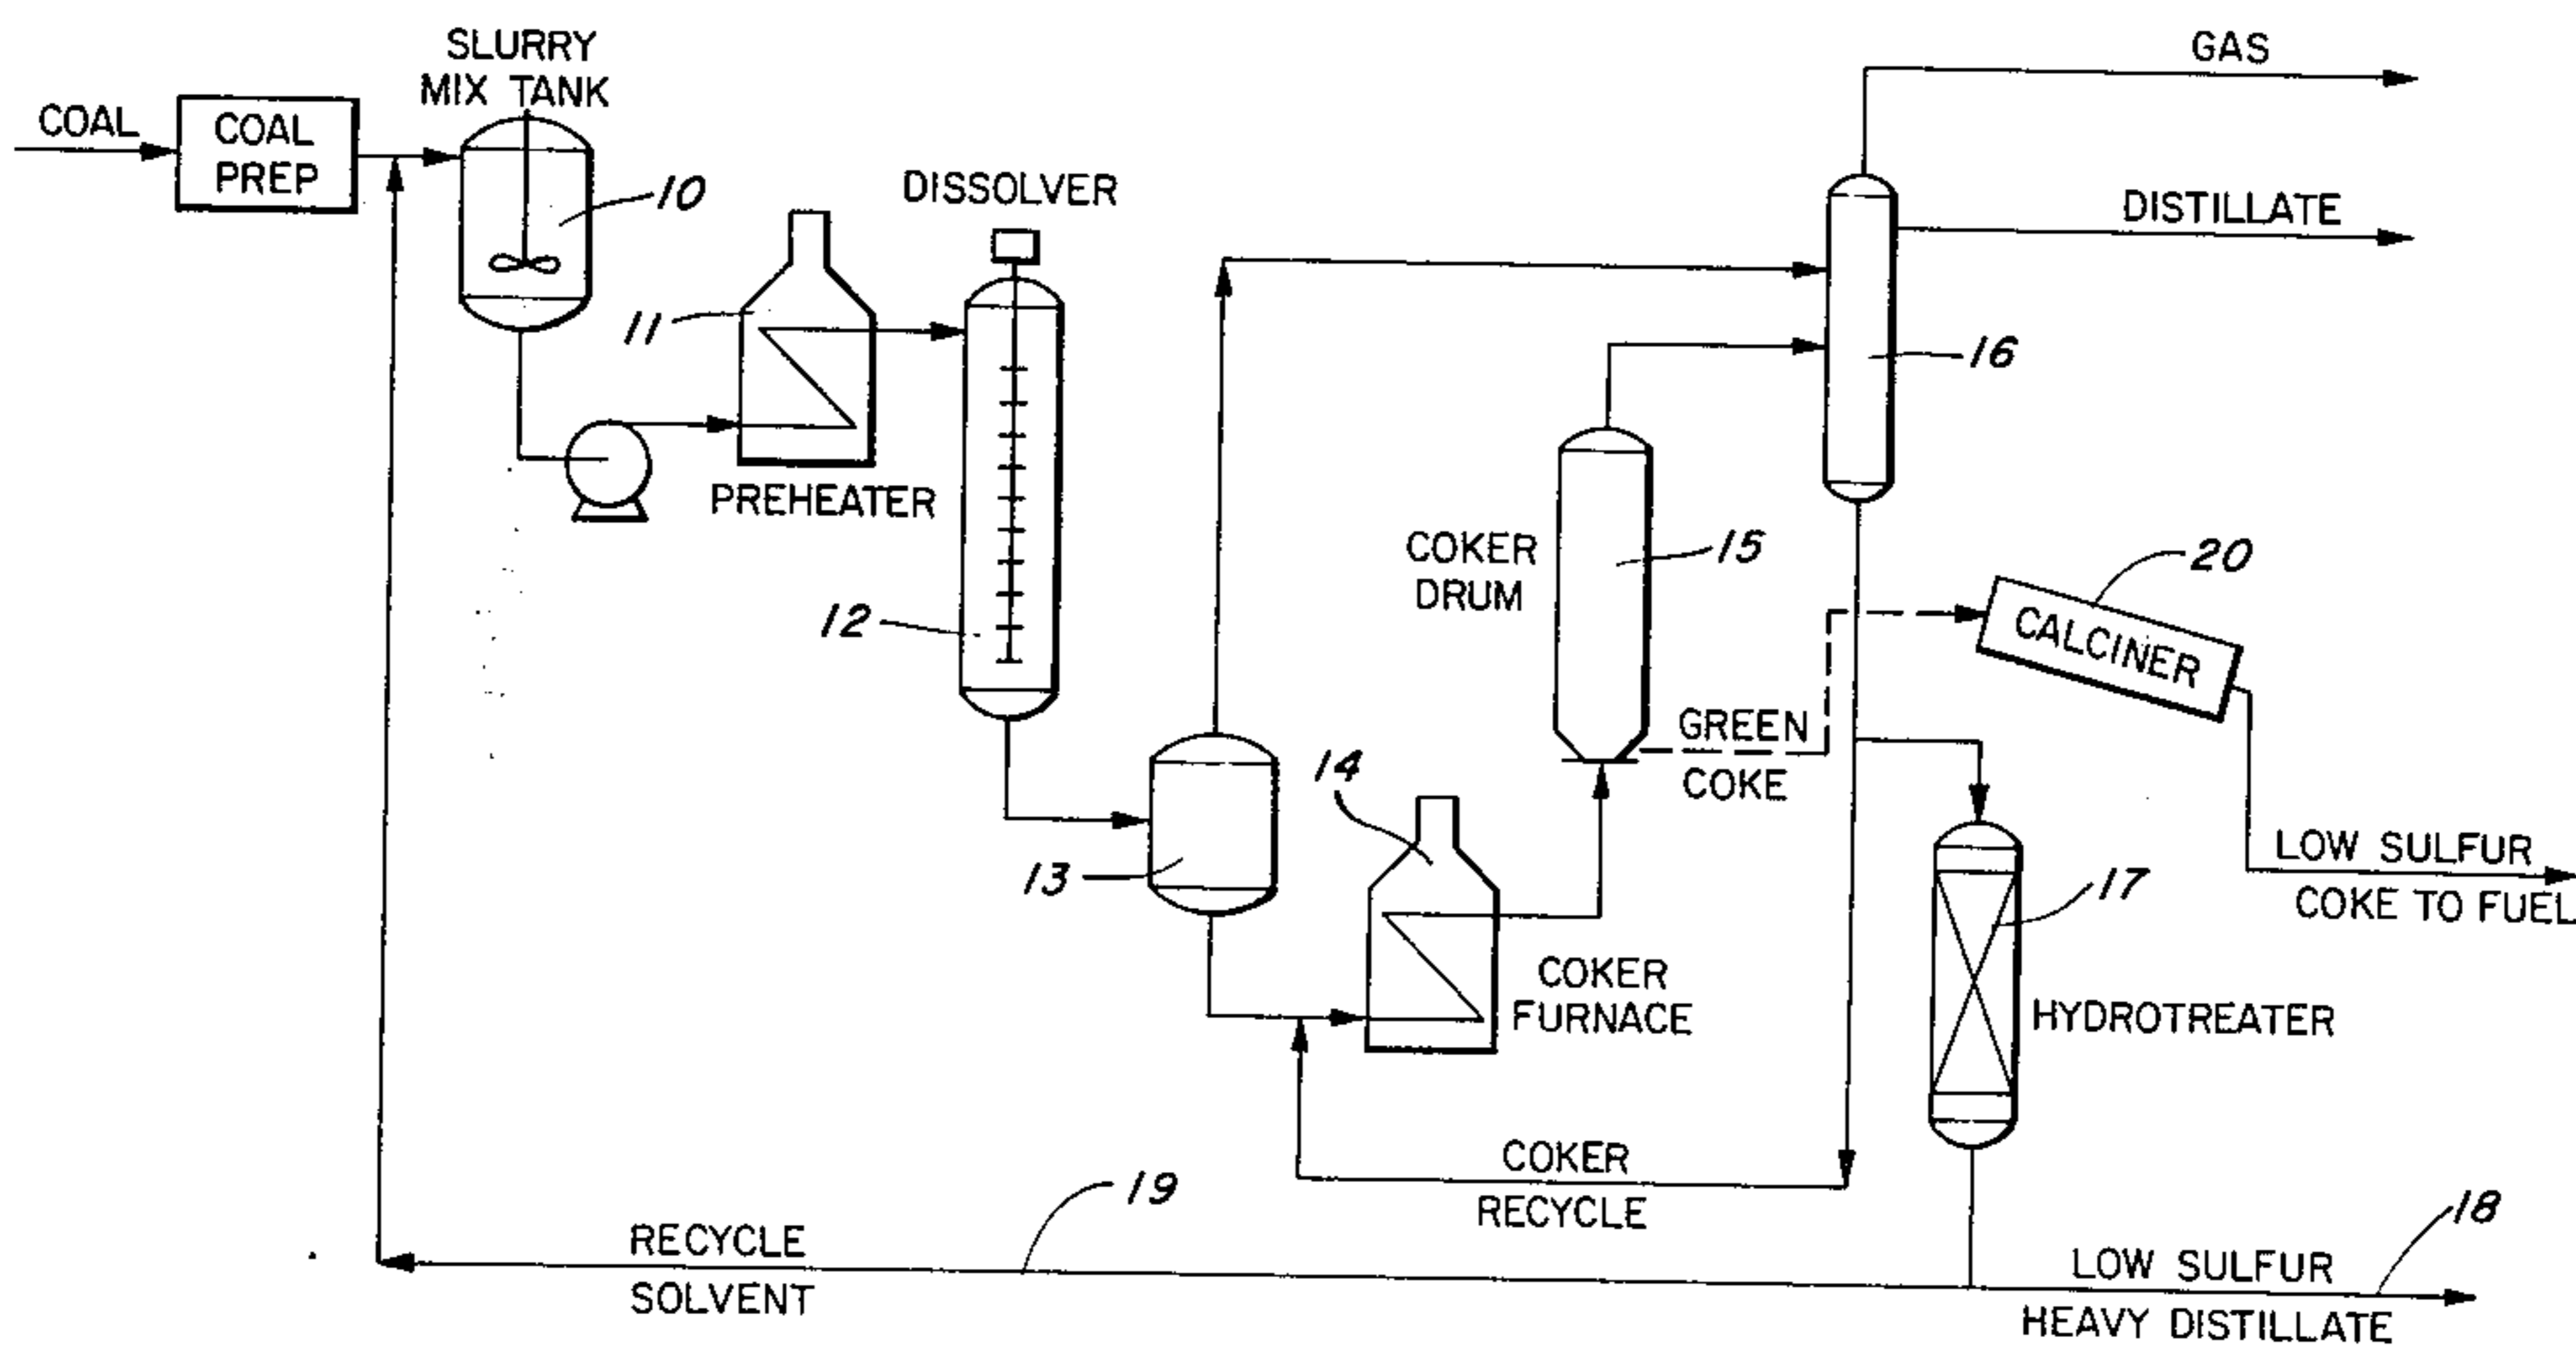 SLURRY
MIX TANK
COAL
COAL
PREP
10
DISSOLVER
11
PREHEATER
12
13
14
COKER
FURNACE
COKER
DRUM
15
GREEN
COKE
GAS
DISTILLATE
16
20
CALCINER
LOW SULFUR
COKE TO FUEL
17
HYDROTREATER
COKER
RECYCLE
19
RECYCLE
SOLVENT
18
LOW SULFUR
HEAVY DISTILLATE